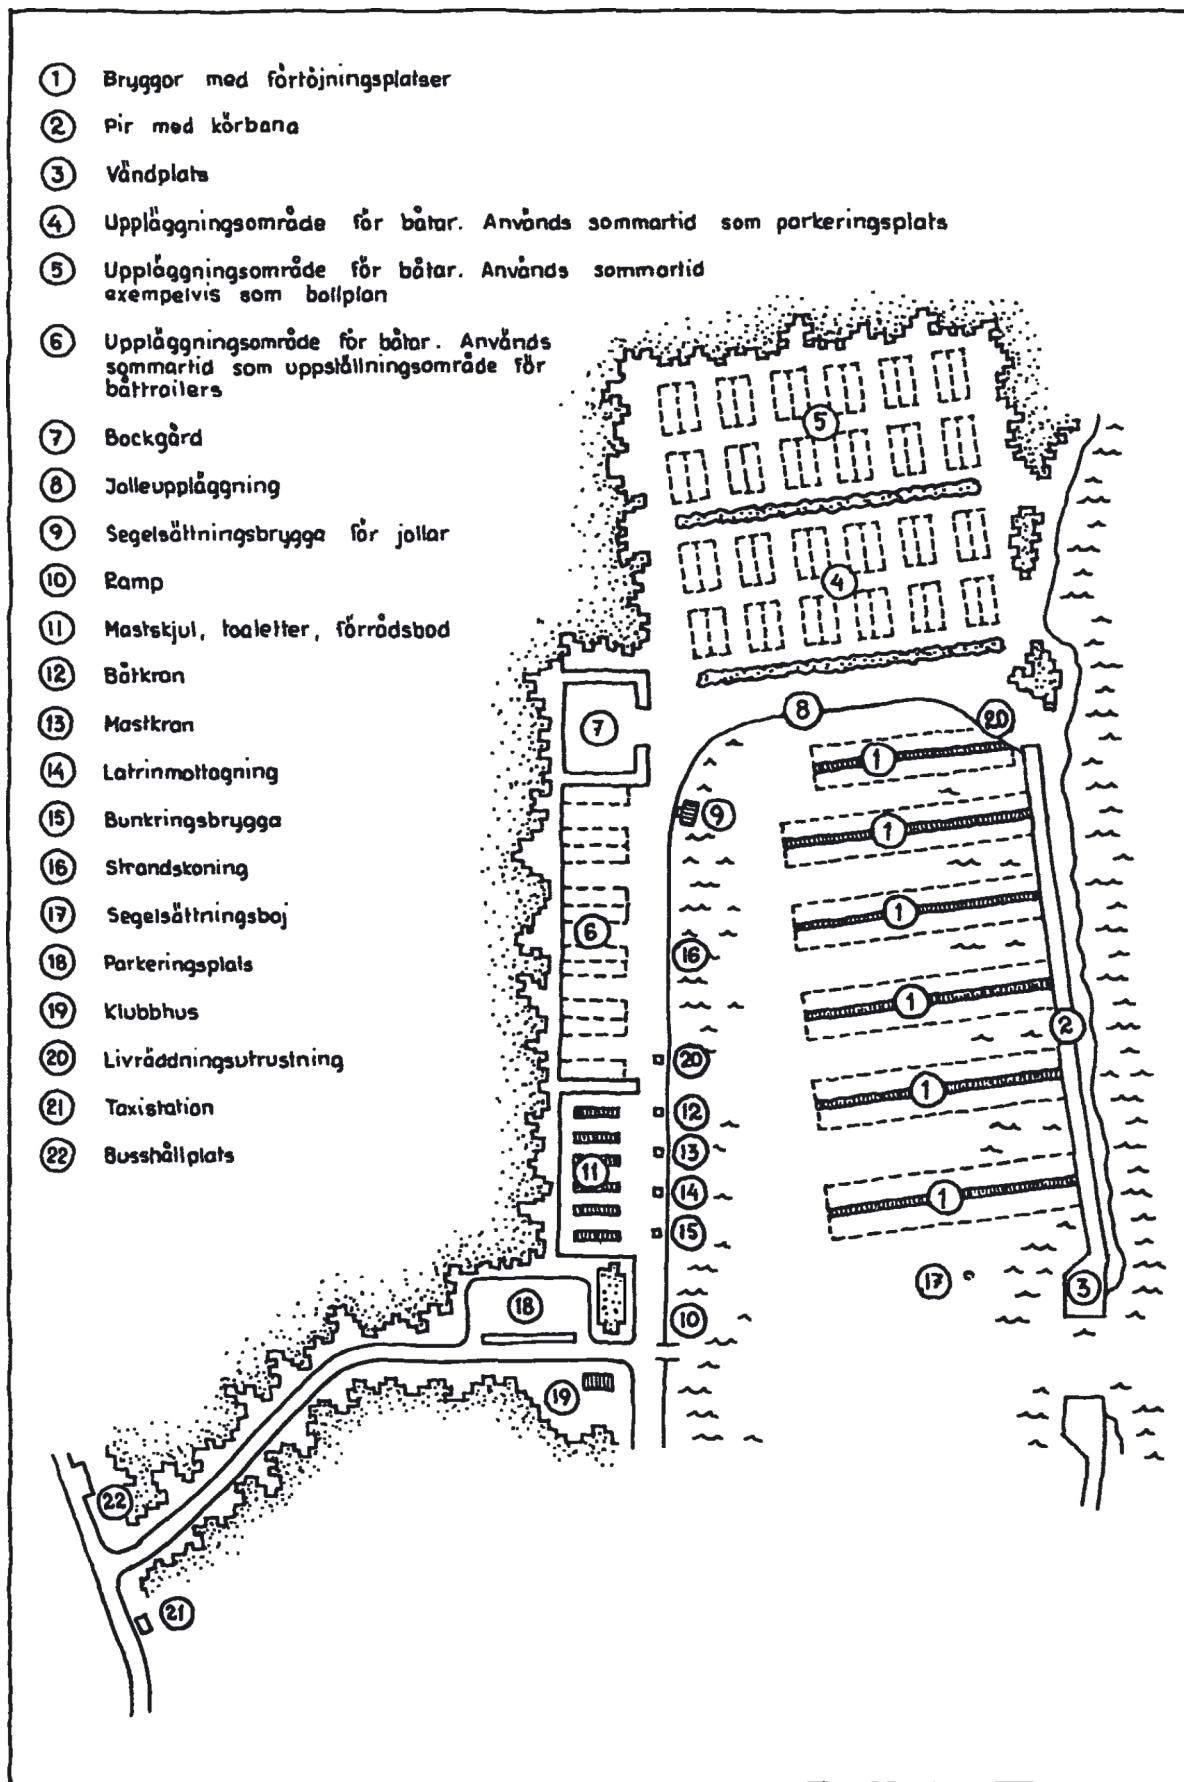 1 Bryggor med förtöjningsplatser
2 Pir med körbana
3 Vändplats
4 Uppläggningsområde för båtar. Används sommartid som parkeringsplats
5 Uppläggningsområde för båtar. Används sommartid
exempelvis som bollplan
6 Uppläggningsområde för båtar. Används
sommartid som uppställningsområde för
båttrailers
7 Bockgård
8 Jolleuppläggning
9 Segelsättningsbrygga för jollar
10 Ramp
11 Mastskjul, toaletter, förrådsbod
12 Båtkran
13 Mastkran
14 Latrinmottagning
15 Bunkringsbrygga
16 Strandskoning
17 Segelsättningsboj
18 Parkeringsplats
19 Klubbhus
20 Livräddningsutrustning
21 Taxistation
22 Busshållplats
5
4
7
8
20
1
9
1
1
6
16
1
2
20
1
12
13
11
14
1
15
17
3
18
10
19
22
21